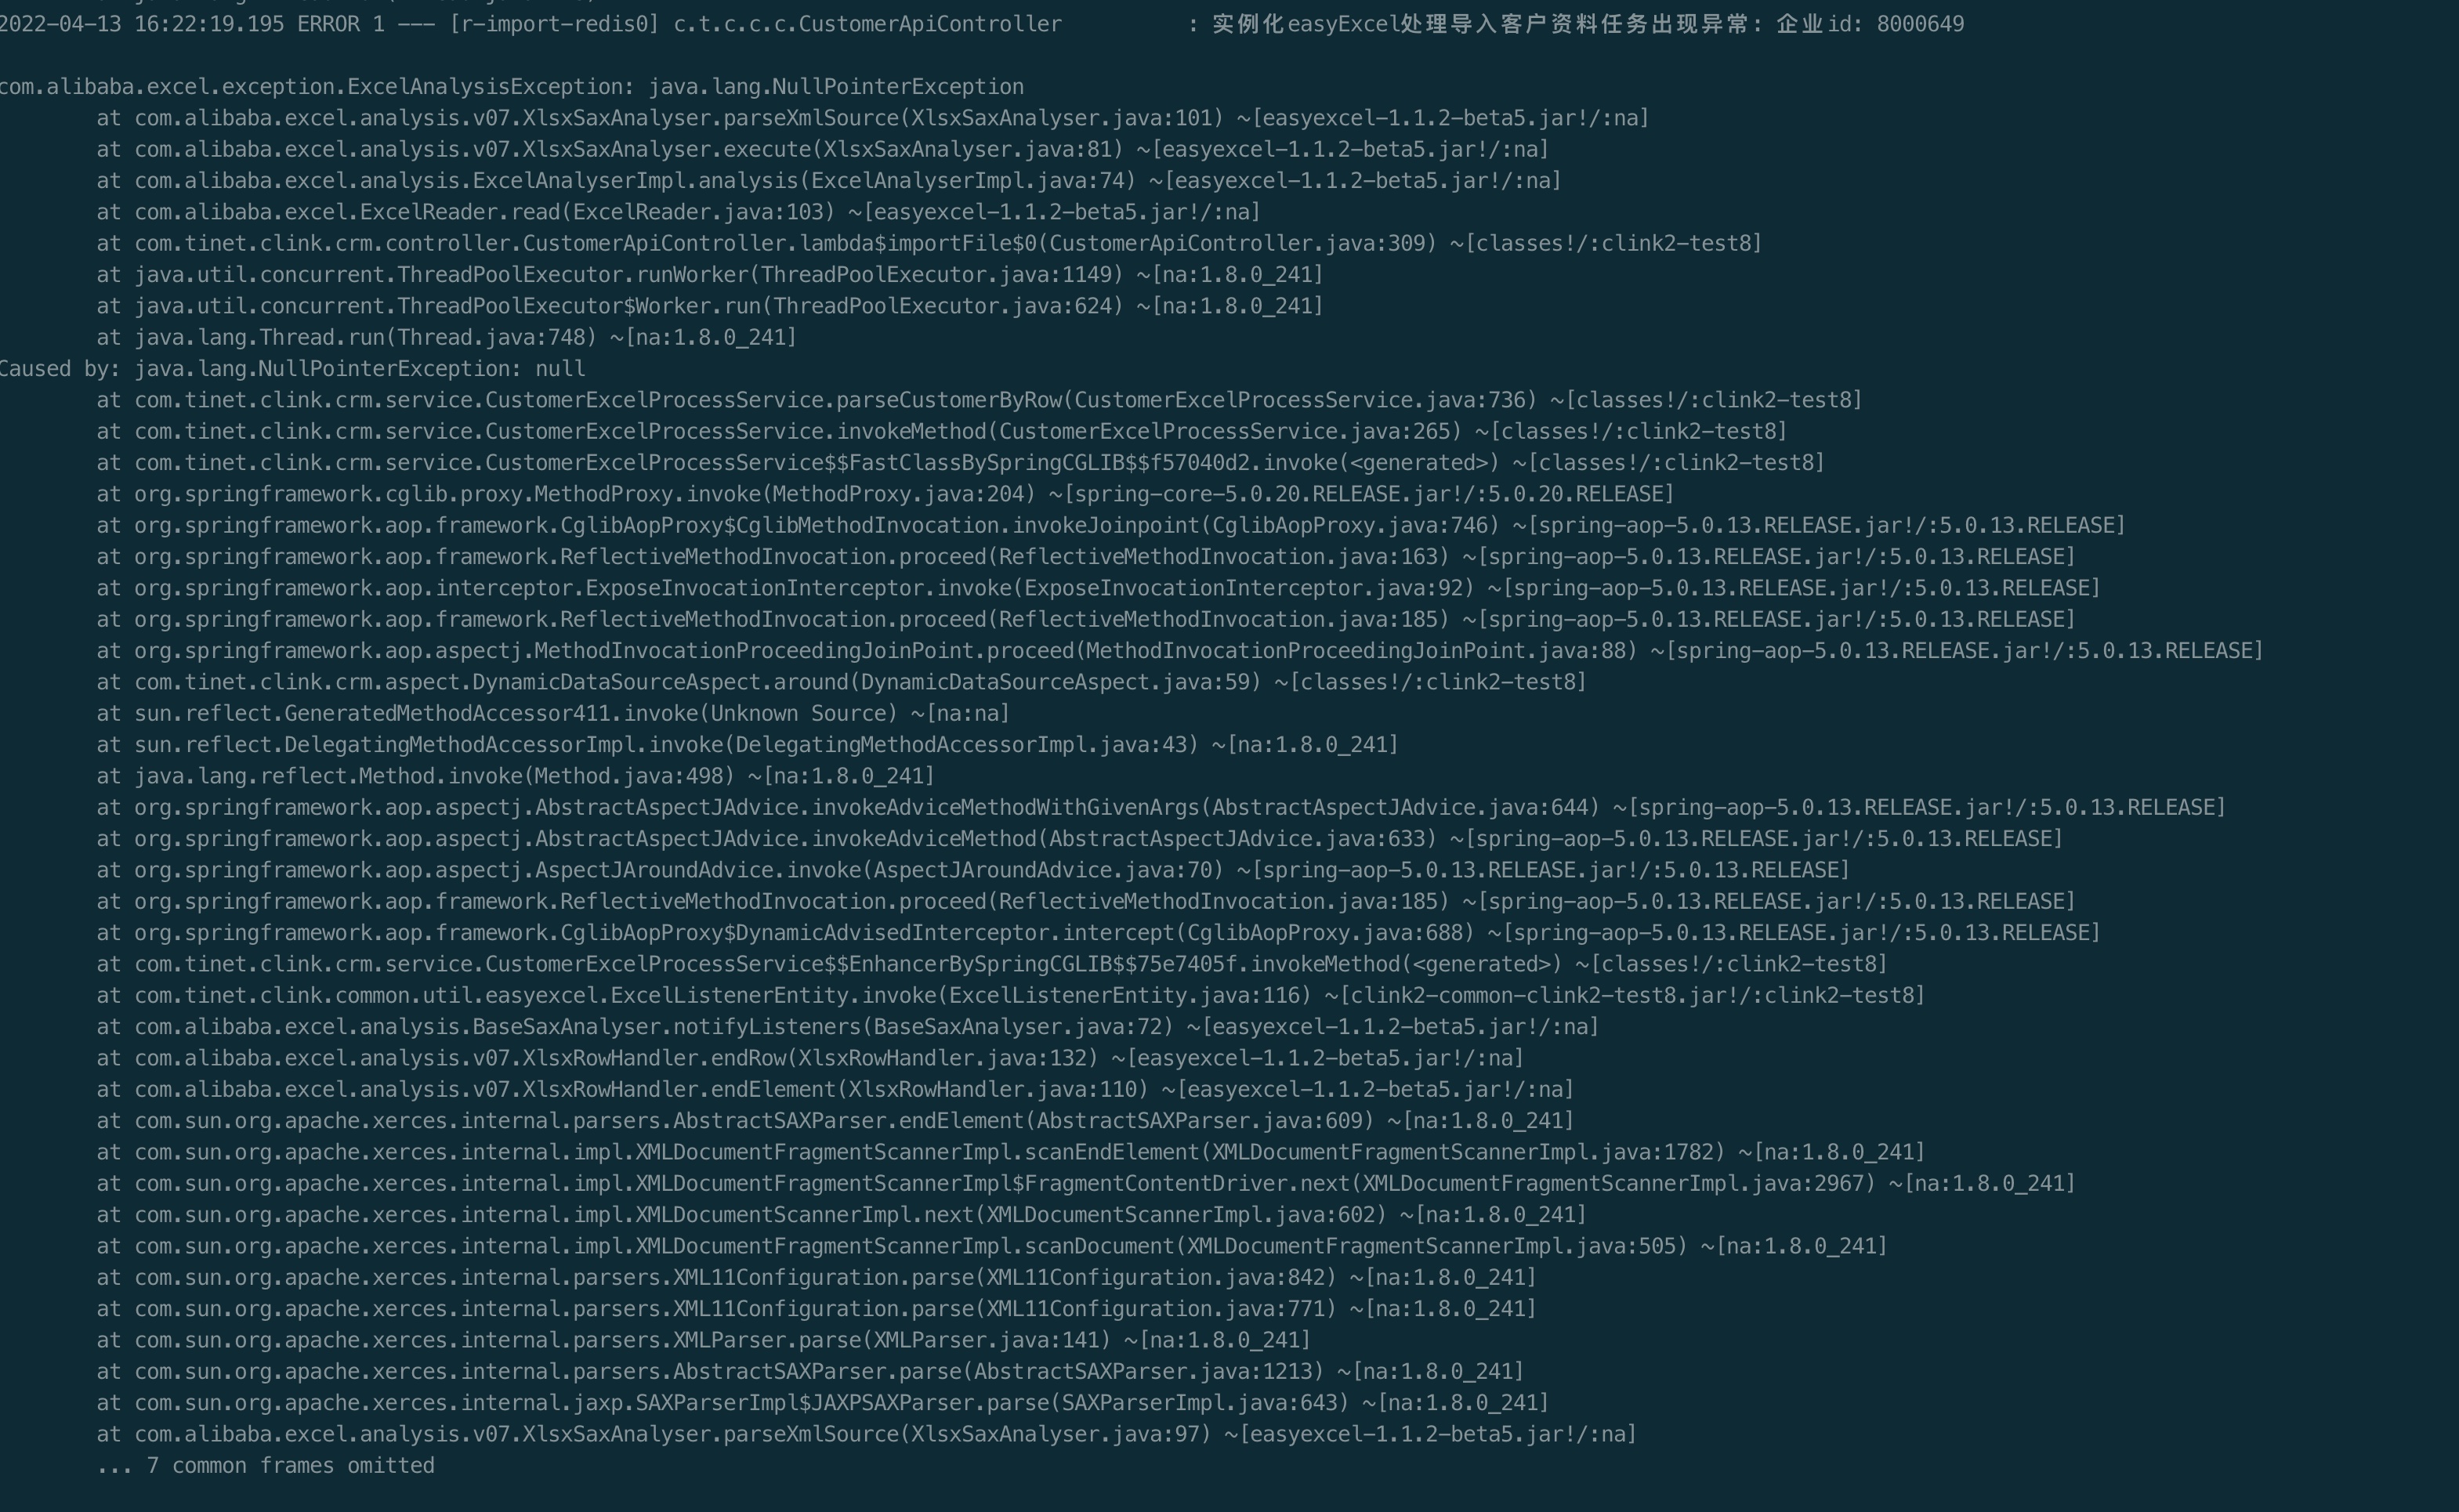 2022-04-13 16:22:19.195 ERROR 1 --- [r-import-redis0] c.t.c.c.c.CustomerApiController          : 实例化easyExcel处理导入客户资料任务出现异常: 企业id: 8000649
com.alibaba.excel.exception.ExcelAnalysisException: java.lang.NullPointerException
at com.alibaba.excel.analysis.v07.XlsxSaxAnalyser.parseXmlSource(XlsxSaxAnalyser.java:101) ~[easyexcel-1.1.2-beta5.jar!/:na]
at com.alibaba.excel.analysis.v07.XlsxSaxAnalyser.execute(XlsxSaxAnalyser.java:81) ~[easyexcel-1.1.2-beta5.jar!/:na]
at com.alibaba.excel.analysis.ExcelAnalyserImpl.analysis(ExcelAnalyserImpl.java:74) ~[easyexcel-1.1.2-beta5.jar!/:na]
at com.alibaba.excel.ExcelReader.read(ExcelReader.java:103) ~[easyexcel-1.1.2-beta5.jar!/:na]
at com.tinet.clink.crm.controller.CustomerApiController.lambda$importFile$0(CustomerApiController.java:309) ~[classes!/:clink2-test8]
at java.util.concurrent.ThreadPoolExecutor.runWorker(ThreadPoolExecutor.java:1149) ~[na:1.8.0_241]
at java.util.concurrent.ThreadPoolExecutor$Worker.run(ThreadPoolExecutor.java:624) ~[na:1.8.0_241]
at java.lang.Thread.run(Thread.java:748) ~[na:1.8.0_241]
Caused by: java.lang.NullPointerException: null
at com.tinet.clink.crm.service.CustomerExcelProcessService.parseCustomerByRow(CustomerExcelProcessService.java:736) ~[classes!/:clink2-test8]
at com.tinet.clink.crm.service.CustomerExcelProcessService.invokeMethod(CustomerExcelProcessService.java:265) ~[classes!/:clink2-test8]
at com.tinet.clink.crm.service.CustomerExcelProcessService$$FastClassBySpringCGLIB$$f57040d2.invoke(<generated>) ~[classes!/:clink2-test8]
at org.springframework.cglib.proxy.MethodProxy.invoke(MethodProxy.java:204) ~[spring-core-5.0.20.RELEASE.jar!/:5.0.20.RELEASE]
at org.springframework.aop.framework.CglibAopProxy$CglibMethodInvocation.invokeJoinpoint(CglibAopProxy.java:746) ~[spring-aop-5.0.13.RELEASE.jar!/:5.0.13.RELEASE]
at org.springframework.aop.framework.ReflectiveMethodInvocation.proceed(ReflectiveMethodInvocation.java:163) ~[spring-aop-5.0.13.RELEASE.jar!/:5.0.13.RELEASE]
at org.springframework.aop.interceptor.ExposeInvocationInterceptor.invoke(ExposeInvocationInterceptor.java:92) ~[spring-aop-5.0.13.RELEASE.jar!/:5.0.13.RELEASE]
at org.springframework.aop.framework.ReflectiveMethodInvocation.proceed(ReflectiveMethodInvocation.java:185) ~[spring-aop-5.0.13.RELEASE.jar!/:5.0.13.RELEASE]
at org.springframework.aop.aspectj.MethodInvocationProceedingJoinPoint.proceed(MethodInvocationProceedingJoinPoint.java:88) ~[spring-aop-5.0.13.RELEASE.jar!/:5.0.13.RELEASE]
at com.tinet.clink.crm.aspect.DynamicDataSourceAspect.around(DynamicDataSourceAspect.java:59) ~[classes!/:clink2-test8]
at sun.reflect.GeneratedMethodAccessor411.invoke(Unknown Source) ~[na:na]
at sun.reflect.DelegatingMethodAccessorImpl.invoke(DelegatingMethodAccessorImpl.java:43) ~[na:1.8.0_241]
at java.lang.reflect.Method.invoke(Method.java:498) ~[na:1.8.0_241]
at org.springframework.aop.aspectj.AbstractAspectJAdvice.invokeAdviceMethodWithGivenArgs(AbstractAspectJAdvice.java:644) ~[spring-aop-5.0.13.RELEASE.jar!/:5.0.13.RELEASE]
at org.springframework.aop.aspectj.AbstractAspectJAdvice.invokeAdviceMethod(AbstractAspectJAdvice.java:633) ~[spring-aop-5.0.13.RELEASE.jar!/:5.0.13.RELEASE]
at org.springframework.aop.aspectj.AspectJAroundAdvice.invoke(AspectJAroundAdvice.java:70) ~[spring-aop-5.0.13.RELEASE.jar!/:5.0.13.RELEASE]
at org.springframework.aop.framework.ReflectiveMethodInvocation.proceed(ReflectiveMethodInvocation.java:185) ~[spring-aop-5.0.13.RELEASE.jar!/:5.0.13.RELEASE]
at org.springframework.aop.framework.CglibAopProxy$DynamicAdvisedInterceptor.intercept(CglibAopProxy.java:688) ~[spring-aop-5.0.13.RELEASE.jar!/:5.0.13.RELEASE]
at com.tinet.clink.crm.service.CustomerExcelProcessService$$EnhancerBySpringCGLIB$$75e7405f.invokeMethod(<generated>) ~[classes!/:clink2-test8]
at com.tinet.clink.common.util.easyexcel.ExcelListenerEntity.invoke(ExcelListenerEntity.java:116) ~[clink2-common-clink2-test8.jar!/:clink2-test8]
at com.alibaba.excel.analysis.BaseSaxAnalyser.notifyListeners(BaseSaxAnalyser.java:72) ~[easyexcel-1.1.2-beta5.jar!/:na]
at com.alibaba.excel.analysis.v07.XlsxRowHandler.endRow(XlsxRowHandler.java:132) ~[easyexcel-1.1.2-beta5.jar!/:na]
at com.alibaba.excel.analysis.v07.XlsxRowHandler.endElement(XlsxRowHandler.java:110) ~[easyexcel-1.1.2-beta5.jar!/:na]
at com.sun.org.apache.xerces.internal.parsers.AbstractSAXParser.endElement(AbstractSAXParser.java:609) ~[na:1.8.0_241]
at com.sun.org.apache.xerces.internal.impl.XMLDocumentFragmentScannerImpl.scanEndElement(XMLDocumentFragmentScannerImpl.java:1782) ~[na:1.8.0_241]
at com.sun.org.apache.xerces.internal.impl.XMLDocumentFragmentScannerImpl$FragmentContentDriver.next(XMLDocumentFragmentScannerImpl.java:2967) ~[na:1.8.0_241]
at com.sun.org.apache.xerces.internal.impl.XMLDocumentScannerImpl.next(XMLDocumentScannerImpl.java:602) ~[na:1.8.0_241]
at com.sun.org.apache.xerces.internal.impl.XMLDocumentFragmentScannerImpl.scanDocument(XMLDocumentFragmentScannerImpl.java:505) ~[na:1.8.0_241]
at com.sun.org.apache.xerces.internal.parsers.XML11Configuration.parse(XML11Configuration.java:842) ~[na:1.8.0_241]
at com.sun.org.apache.xerces.internal.parsers.XML11Configuration.parse(XML11Configuration.java:771) ~[na:1.8.0_241]
at com.sun.org.apache.xerces.internal.parsers.XMLParser.parse(XMLParser.java:141) ~[na:1.8.0_241]
at com.sun.org.apache.xerces.internal.parsers.AbstractSAXParser.parse(AbstractSAXParser.java:1213) ~[na:1.8.0_241]
at com.sun.org.apache.xerces.internal.jaxp.SAXParserImpl$JAXPSAXParser.parse(SAXParserImpl.java:643) ~[na:1.8.0_241]
at com.alibaba.excel.analysis.v07.XlsxSaxAnalyser.parseXmlSource(XlsxSaxAnalyser.java:97) ~[easyexcel-1.1.2-beta5.jar!/:na]
... 7 common frames omitted